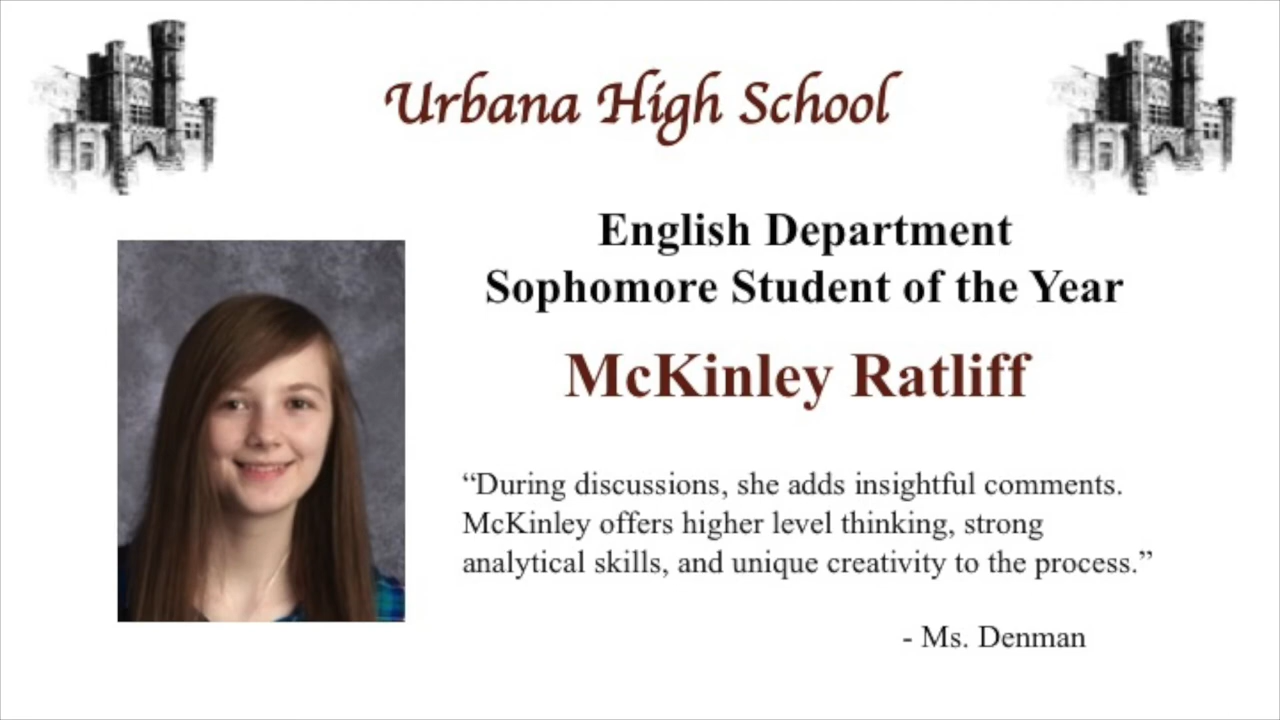 Urbana High School
English Department
Sophomore Student of the Year
McKinley Ratliff
“During discussions, she adds insightful comments.
McKinley offers higher level thinking, strong
analytical skills, and unique creativity to the process.”
- Ms. Denman